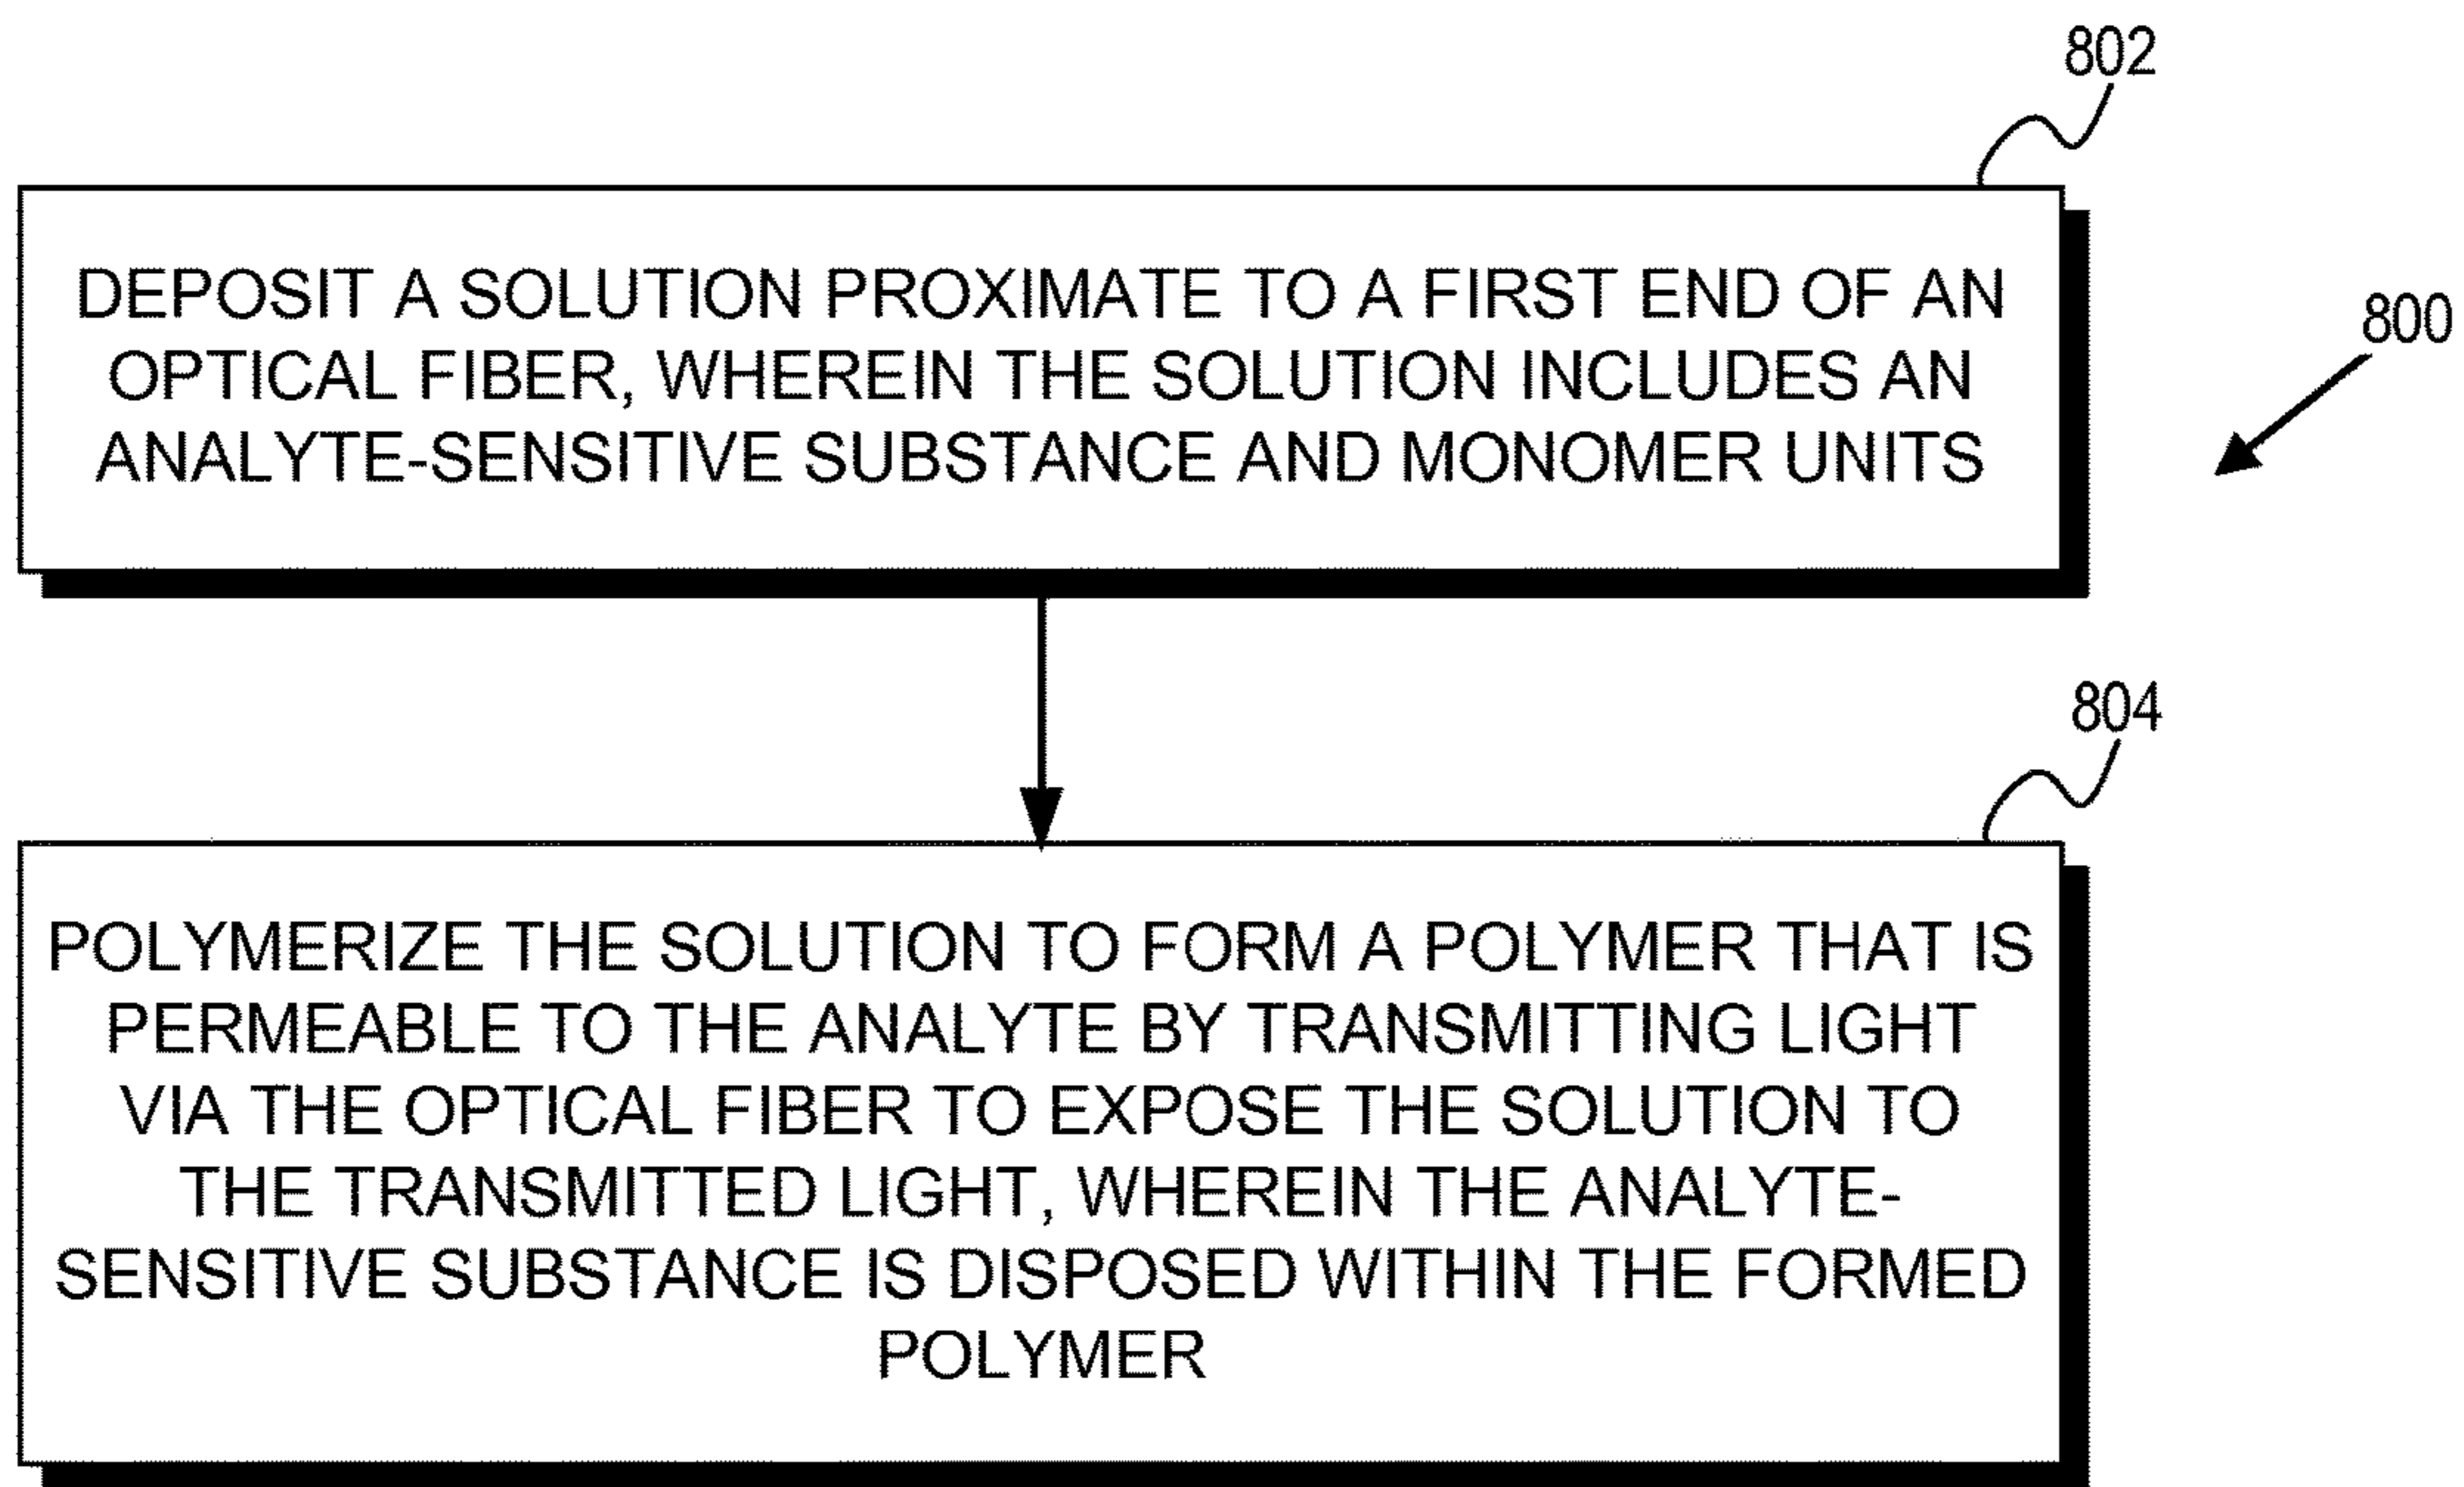 802
DEPOSIT A SOLUTION PROXIMATE TO A FIRST END OF AN
OPTICAL FIBER, WHEREIN THE SOLUTION INCLUDES AN
ANALYTE-SENSITIVE SUBSTANCE AND MONOMER UNITS
800
804
POLYMERIZE THE SOLUTION TO FORM A POLYMER THAT IS
PERMEABLE TO THE ANALYTE BY TRANSMITTING LIGHT
VIA THE OPTICAL FIBER TO EXPOSE THE SOLUTION TO
THE TRANSMITTED LIGHT, WHEREIN THE ANALYTE-
SENSITIVE SUBSTANCE IS DISPOSED WITHIN THE FORMED
POLYMER